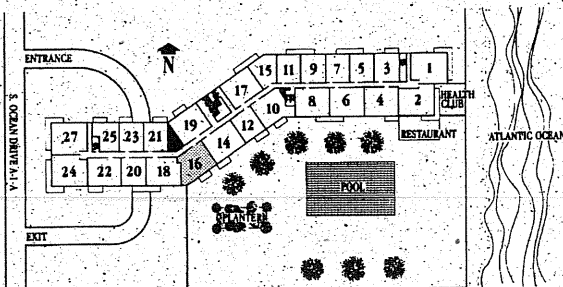 ENTRANCE
N
S. OCEAN DRIVE A-1-A
15 11 9 7 5 3 1
17
19
27 25 23 21
10 8 6 4 2
HEALTH
CLUB
RESTAURANT
ATLANTIC OCEAN
12
14
16
24 22 20 18
POOL
PLANTERS
EXIT